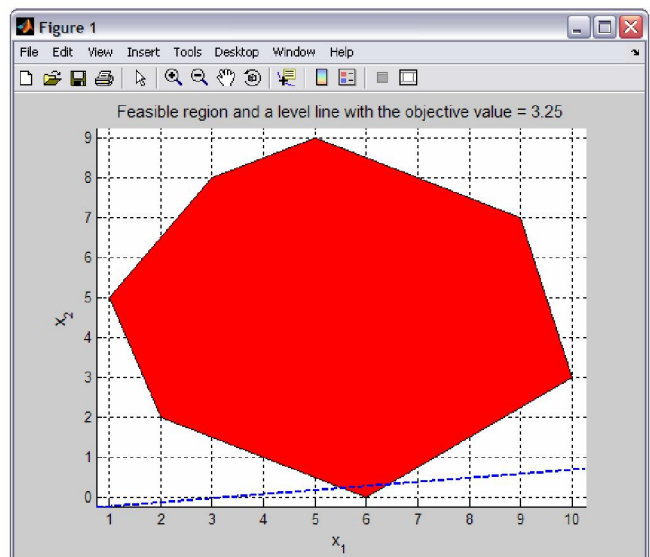 Figure 1
File Edit View Insert Tools Desktop Window Help
Feasible region and a level line with the objective value = 3.25
9
8
7
6
5
4
3
2
1
0
x2
1 2 3 4 5 6 7 8 9 10
x1